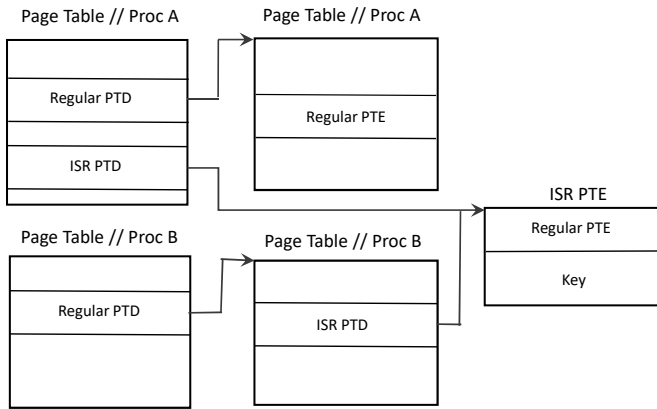 Page Table // Proc A
Page Table // Proc A
Regular PTD
Regular PTE
ISR PTD
ISR PTE
Regular PTE
Key
Page Table // Proc B
Page Table // Proc B
Regular PTD
ISR PTD